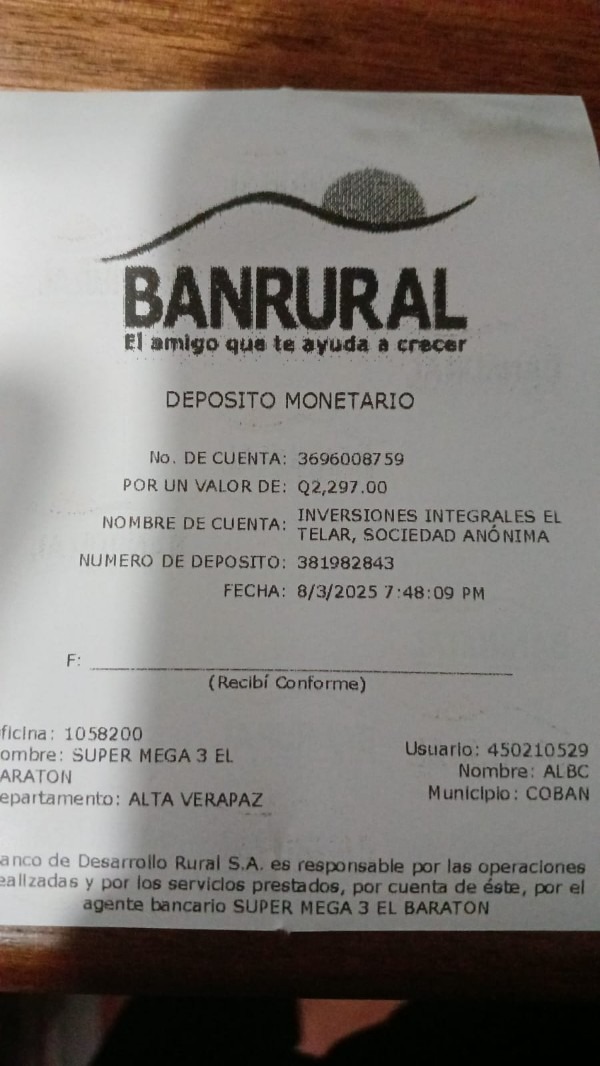 BANRURAL
El amigo que te ayuda a crecer
DEPOSITO MONETARIO
No. DE CUENTA: 3696008759
POR UN VALOR DE: Q2,297.00
NOMBRE DE CUENTA: INVERSIONES INTEGRALES EL
TELAR, SOCIEDAD ANÓNIMA
NUMERO DE DEPOSITO: 381982843
FECHA: 8/3/2025 7:48:09 PM
F:
(Recibí Conforme)
ficina: 1058200
ombre: SUPER MEGA 3 EL
ARATON
epartamento: ALTA VERAPAZ
Usuario: 450210529
Nombre: ALBC
Municipio: COBAN
anco de Desarrollo Rural S.A. es responsable por las operaciones
ealizadas y por los servicios prestados, por cuenta de éste, por el
agente bancario SUPER MEGA 3 EL BARATON